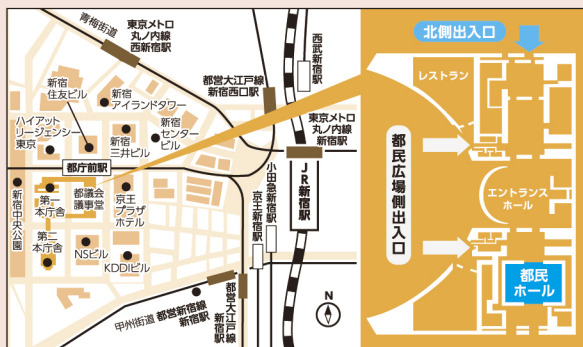 青梅街道
東京メトロ
丸ノ内線
西新宿駅
新宿
住友ビル
新宿
アイランドタワー
都営大江戸線
新宿西口駅
西武新宿駅
ハイアット
リージェンシー
東京
新宿
三井ビル
新宿
センター
ビル
東京メトロ
丸ノ内線
新宿駅
都庁前駅
新宿中央公園
第一
本庁舎
都議会
議事堂
京王
プラザ
ホテル
第二
本庁舎
NSビル
KDDIビル
京王新宿駅
小田急新宿駅
JR新宿駅
甲州街道
都営新宿線
新宿駅
都営大江戸線
新宿駅
N
北側出入口
レストラン
都民広場側出入口
エントランス
ホール
都民
ホール